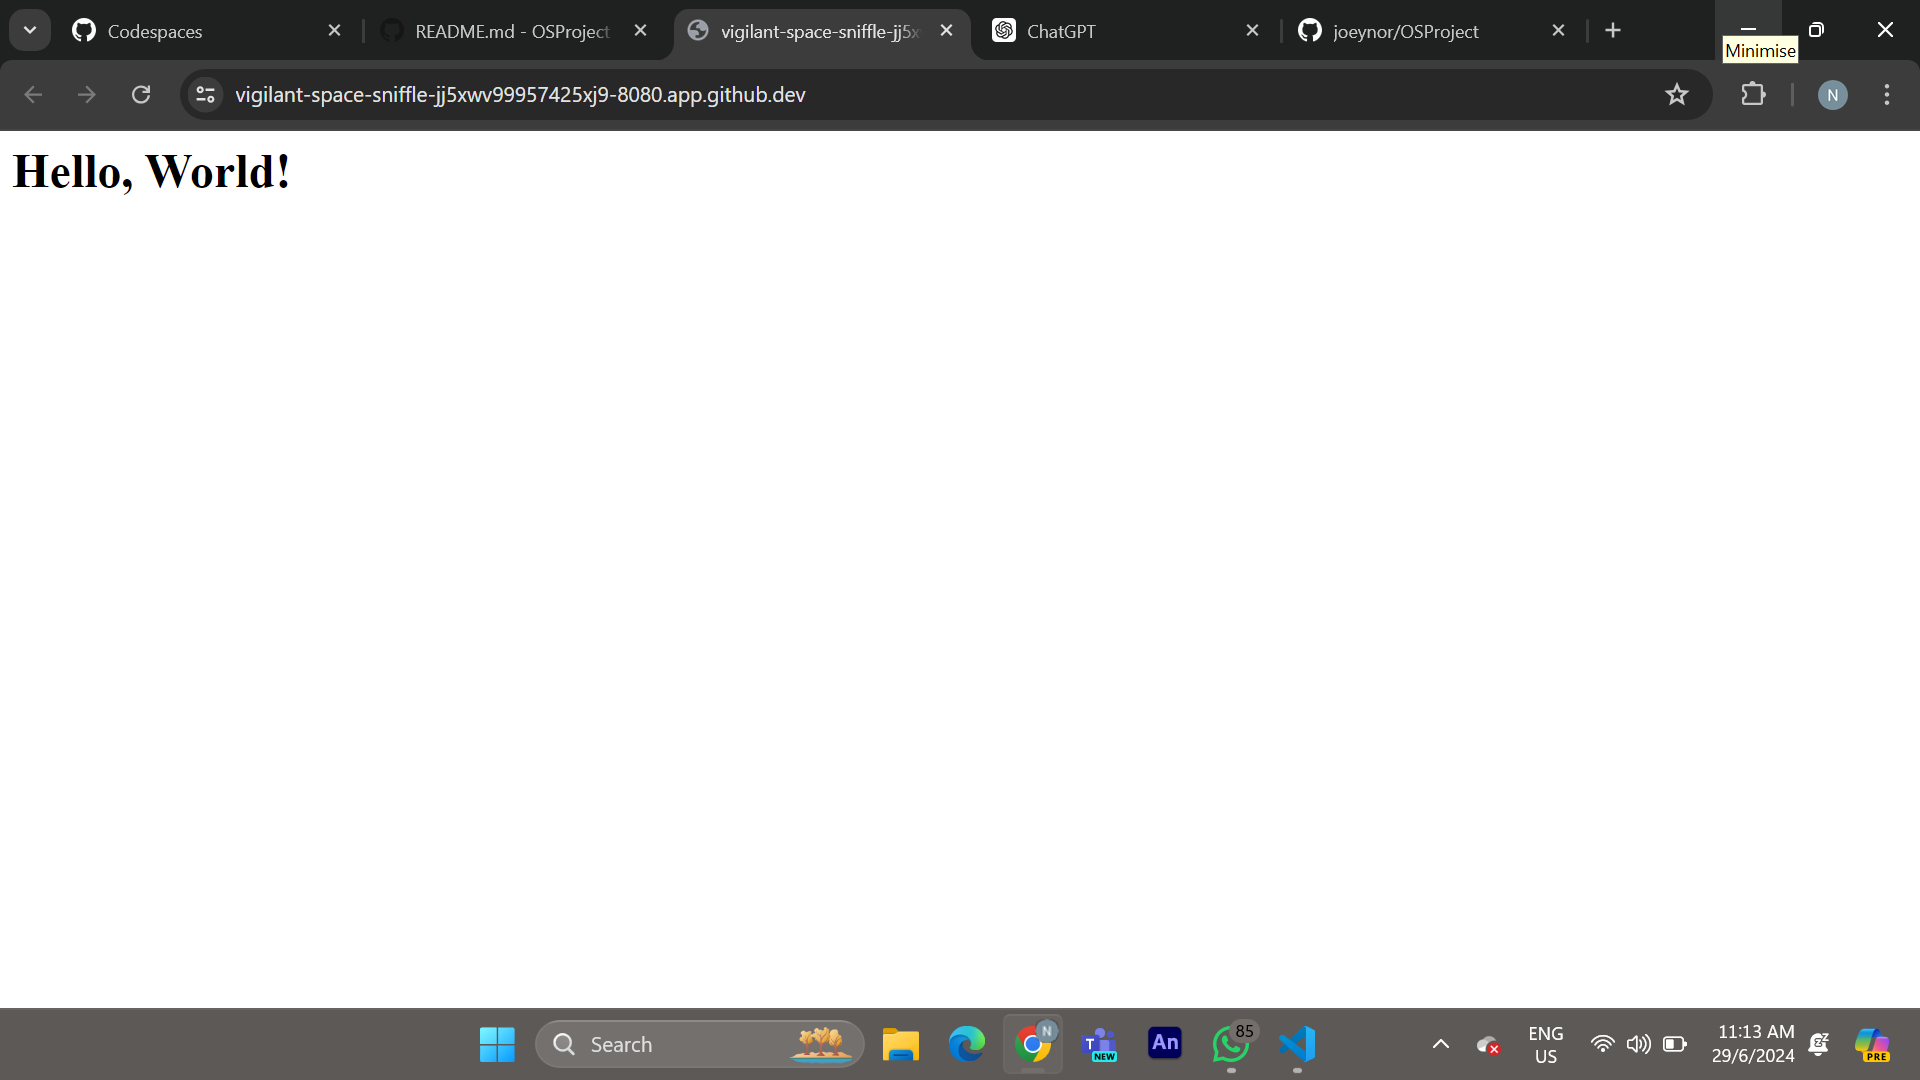 Codespaces
README.md - OSProject
vigilant-space-sniffle-jj5x
ChatGPT
joeynor/OSProject
Minimise
vigilant-space-sniffle-jj5xwv99957425xj9-8080.app.github.dev
N
Hello, World!
Search
N
T
NEW
An
85
ENG
US
11:13 AM
29/6/2024
PRE